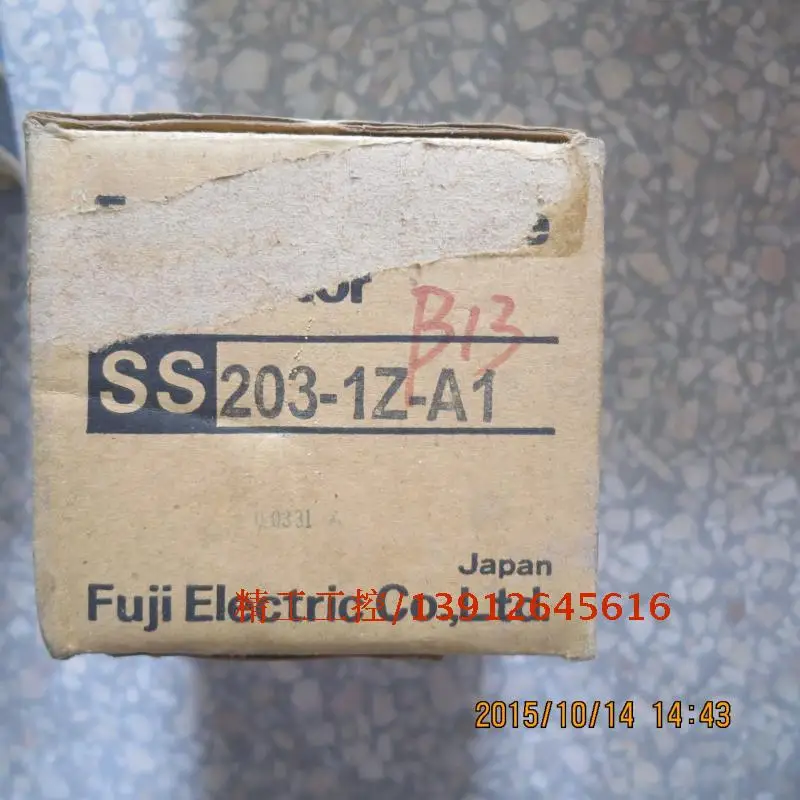 B13
SS 203-1Z-A1
0331
Japan
Fuji Electric Co.,Ltd.
精工工控/13912645616
2015/10/14 14:43